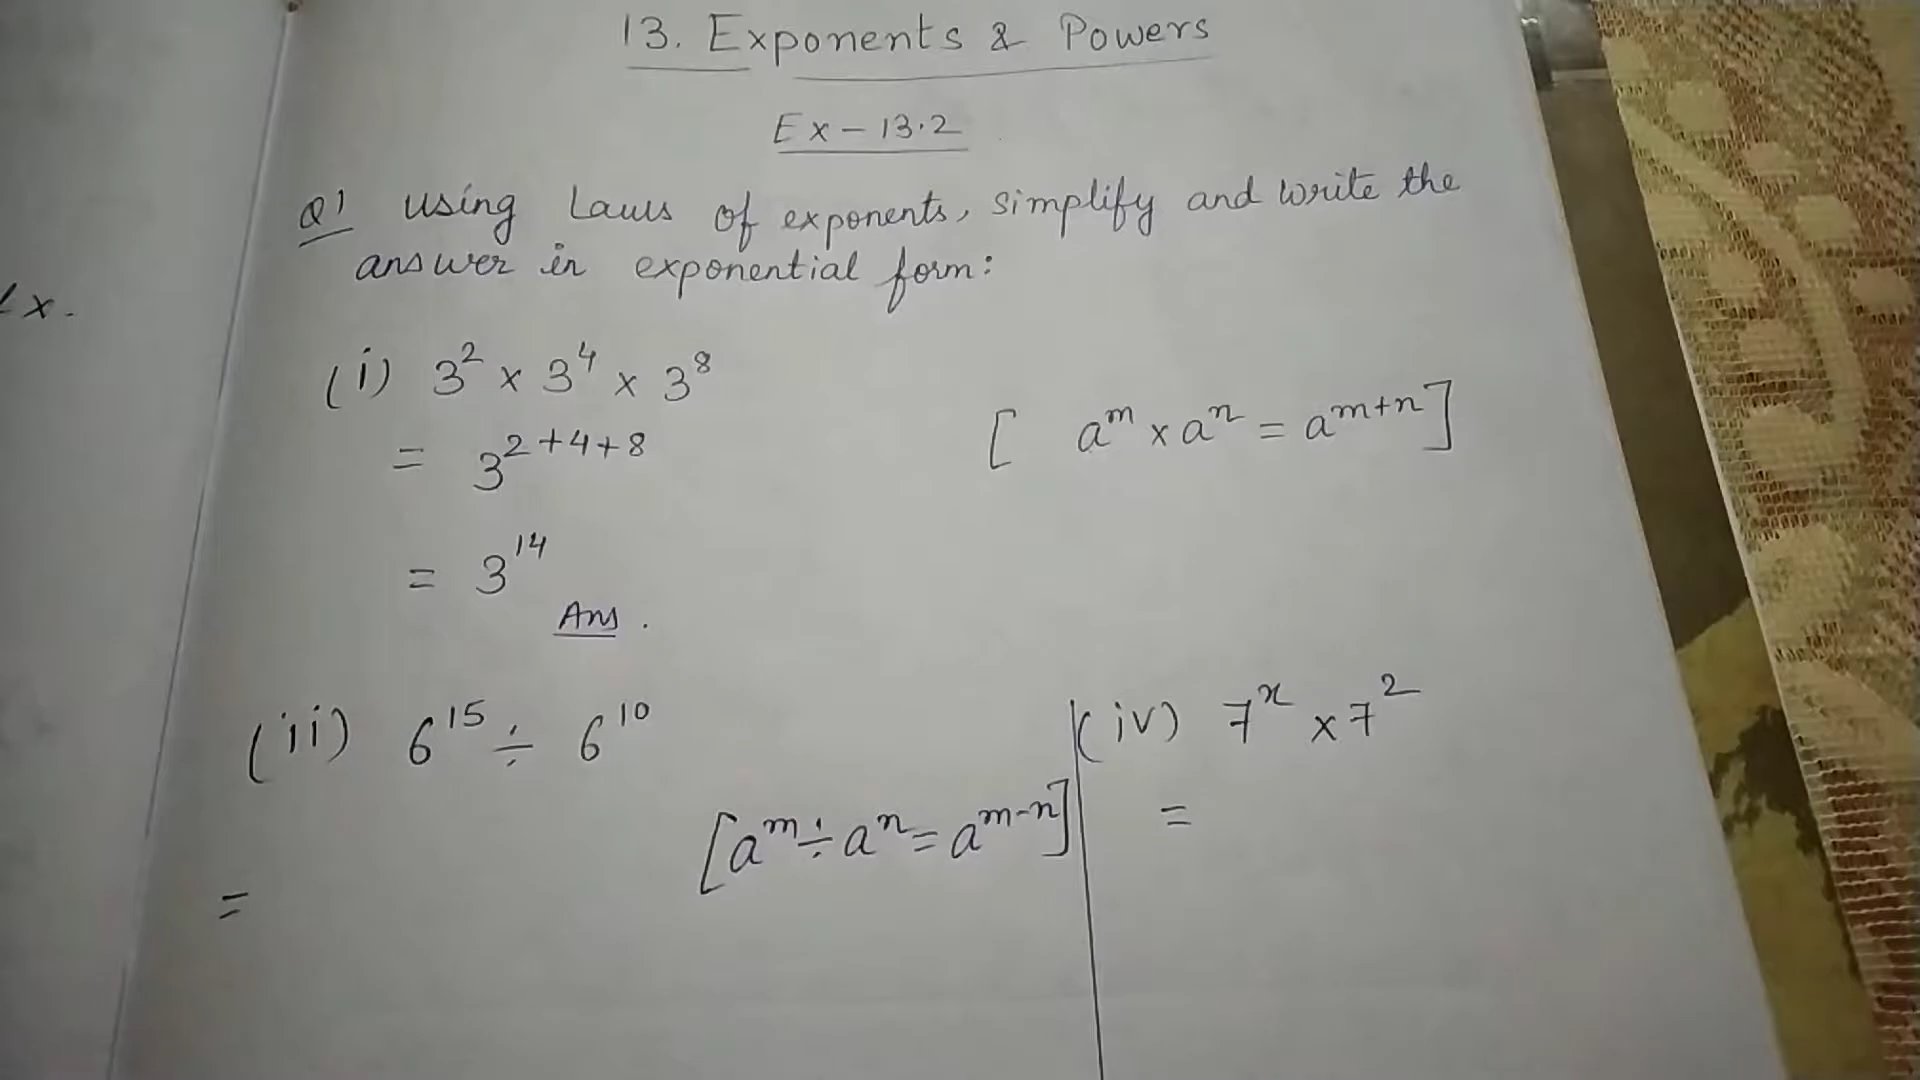 13. Exponents & Powers
Ex - 13.2
Q1 using Laws of exponents, simplify and write the
answer in exponential form:
x.
(i) 3² × 3⁴ × 3⁸
= 3²⁺⁴⁺⁸ [ aᵐ × aⁿ = aᵐ⁺ⁿ ]
= 3¹⁴
Ans.
(ii) 6¹⁵ ÷ 6¹⁰
[aᵐ ÷ aⁿ = aᵐ⁻ⁿ]
=
(iv) 7ˣ × 7²
=